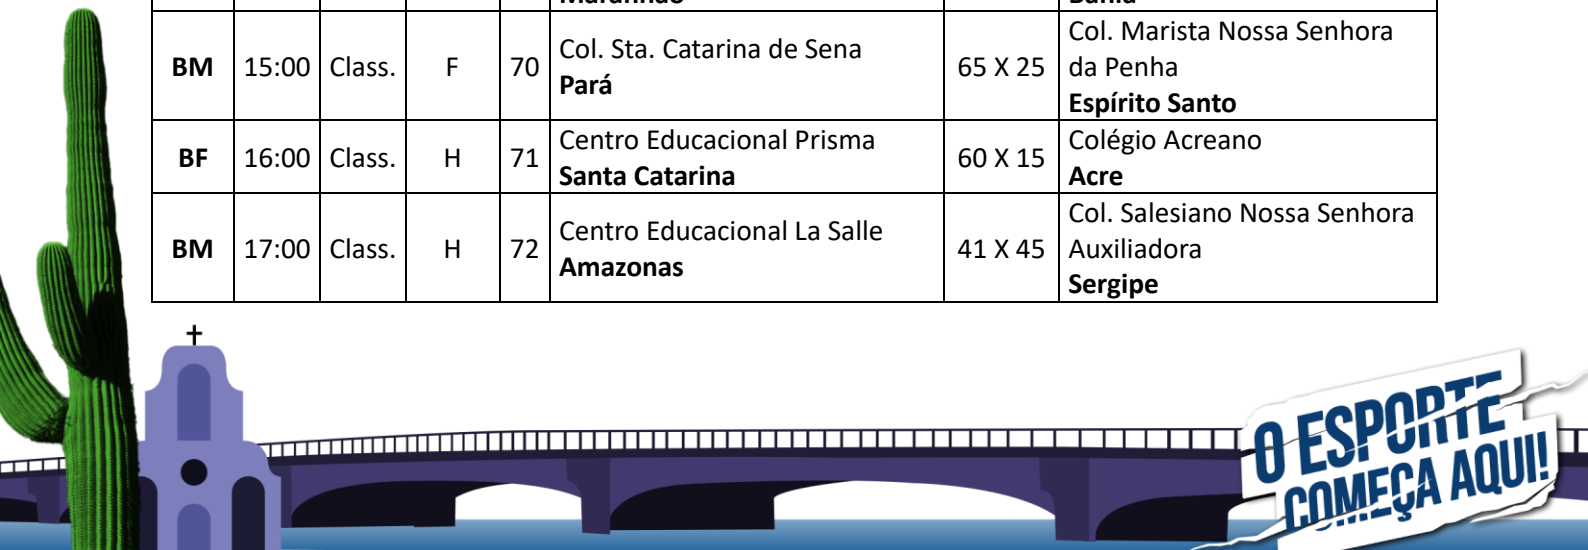 Maranhão Bahia
BM 15:00 Class. F 70 Col. Sta. Catarina de Sena Pará 65 X 25 Col. Marista Nossa Senhora da Penha Espírito Santo
BF 16:00 Class. H 71 Centro Educacional Prisma Santa Catarina 60 X 15 Colégio Acreano Acre
BM 17:00 Class. H 72 Centro Educacional La Salle Amazonas 41 X 45 Col. Salesiano Nossa Senhora Auxiliadora Sergipe
O ESPORTE
COMEÇA AQUI!